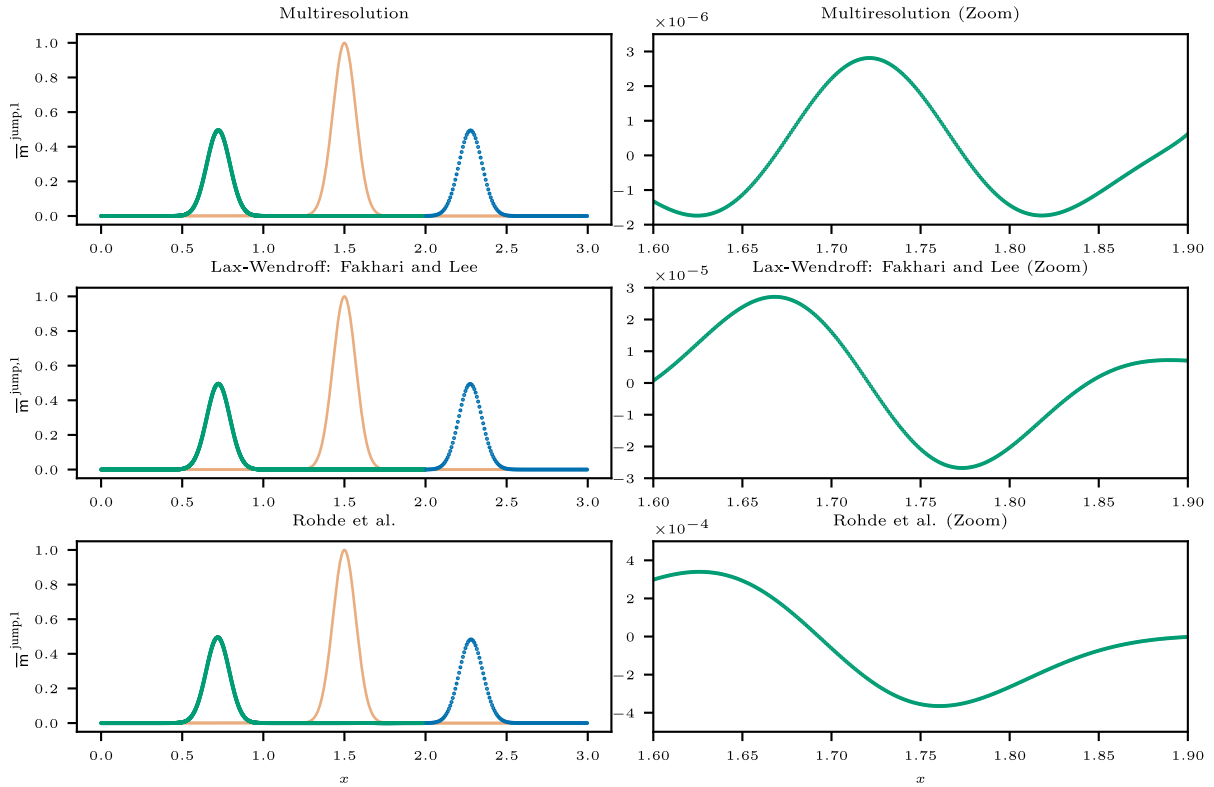 Multiresolution
Multiresolution (Zoom)
1.0
0.8
0.6
0.4
0.2
0.0
m̅ jump,l
0.0 0.5 1.0 1.5 2.0 2.5 3.0
×10−6
3
2
1
0
−1
−2
1.60 1.65 1.70 1.75 1.80 1.85 1.90
Lax-Wendroff: Fakhari and Lee
Lax-Wendroff: Fakhari and Lee (Zoom)
1.0
0.8
0.6
0.4
0.2
0.0
m̅ jump,l
0.0 0.5 1.0 1.5 2.0 2.5 3.0
×10−5
3
2
1
0
−1
−2
−3
1.60 1.65 1.70 1.75 1.80 1.85 1.90
Rohde et al.
Rohde et al. (Zoom)
1.0
0.8
0.6
0.4
0.2
0.0
m̅ jump,l
0.0 0.5 1.0 1.5 2.0 2.5 3.0
x
×10−4
4
2
0
−2
−4
1.60 1.65 1.70 1.75 1.80 1.85 1.90
x